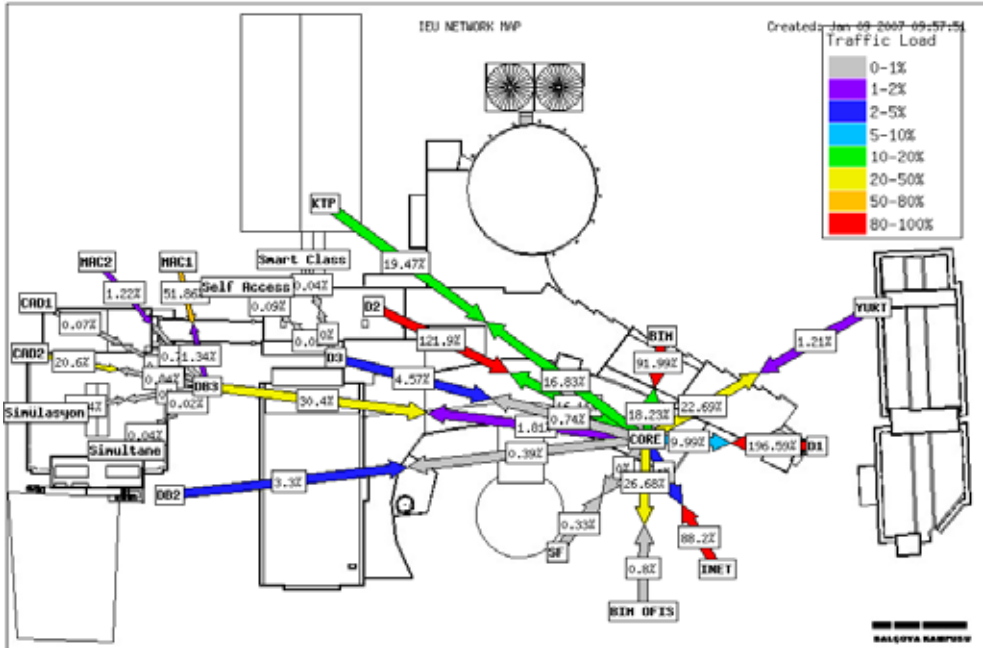 IEU NETWORK MAP
Created: Jan 09 2007 09:57:51
Traffic Load
0-1%
1-2%
2-5%
5-10%
10-20%
20-50%
50-80%
80-100%
KTP
19.47%
MAC2
MAC1
Smart Class
1.22%
51.86%
Self Access
0.04%
0.09%
CAD1
0.07%
D2
121.9%
BIM
91.99%
YURT
1.21%
CAD2
20.6%
1.34%
D3
4.57%
16.83%
DB3
30.4%
0.02%
18.23%
22.69%
0.74%
Simulasyon
1.81%
CORE
9.99%
196.59%
D1
0.04%
Simultane
0.39%
DB2
3.3%
26.68%
0.33%
SF
88.2%
INET
0.8%
BIM OFIS
BALÇOVA KAMPUSU